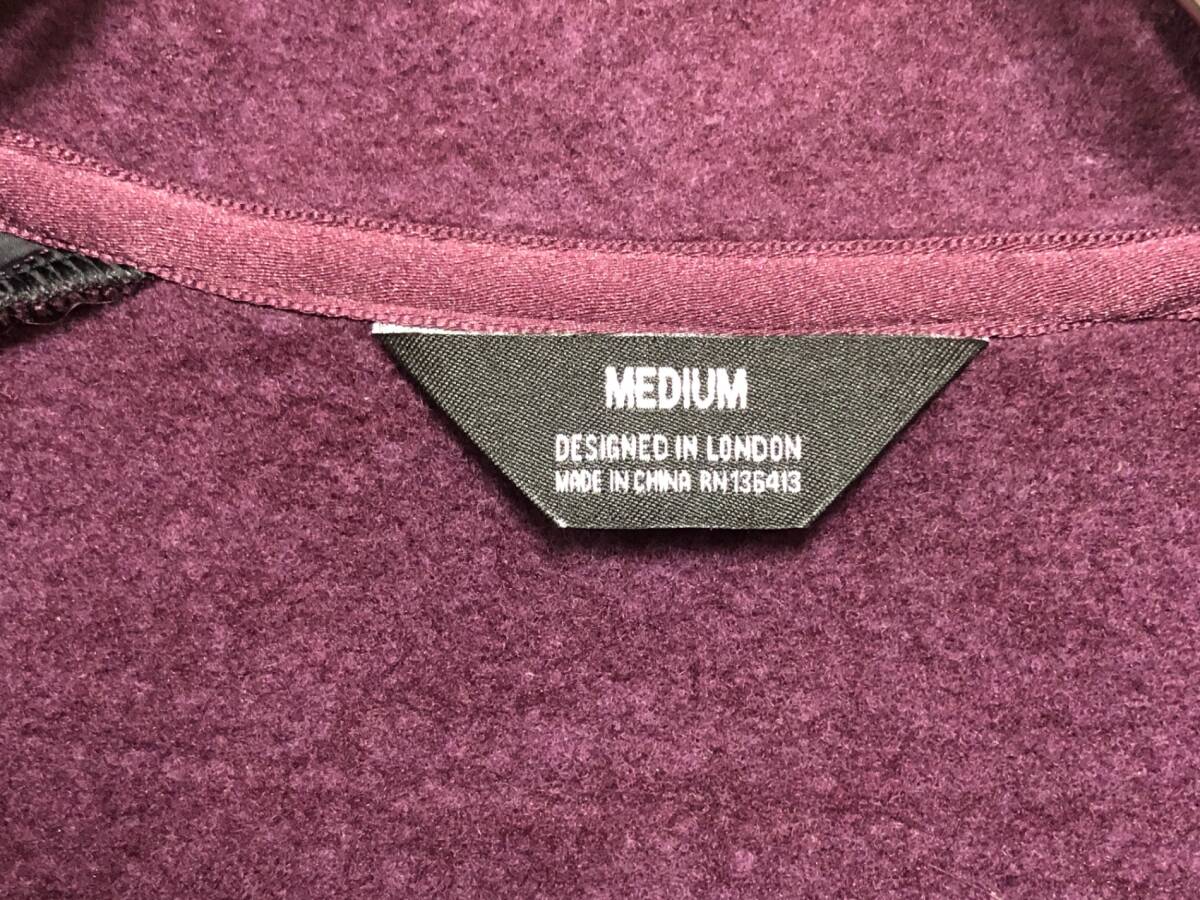 MEDIUM
DESIGNED IN LONDON
MADE IN CHINA RN136413